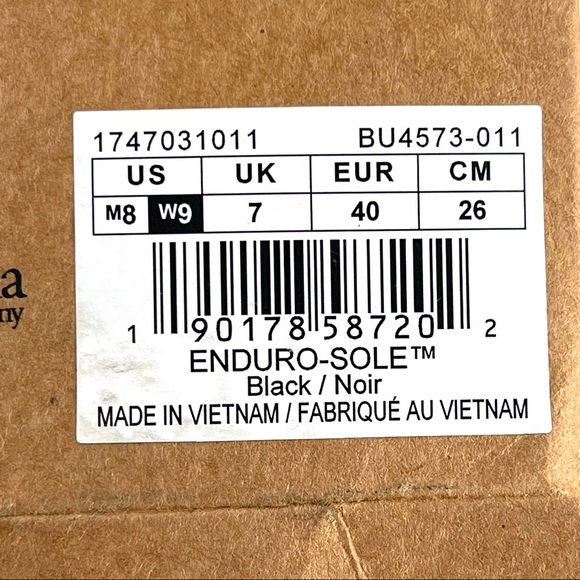 1747031011 BU4573-011
US UK EUR CM
M8 W9 7 40 26
1 90178 58720 2
ENDURO-SOLE™
Black / Noir
MADE IN VIETNAM / FABRIQUÉ AU VIETNAM